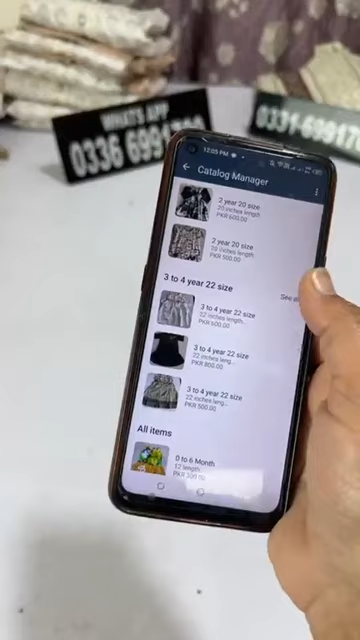 WHATS APP
0336 6991
0331-699170
12:05 PM
Catalog Manager
2 year 20 size
20 inches length
PKR 600.00
2 year 20 size
20 inches length
PKR 500.00
3 to 4 year 22 size
See all
3 to 4 year 22 size
22 inches length,
PKR 600.00
3 to 4 year 22 size
22 inches leng...
PKR 800.00
3 to 4 year 22 size
22 inches leng...
PKR 500.00
All items
0 to 6 Month
12 length
PKR 300